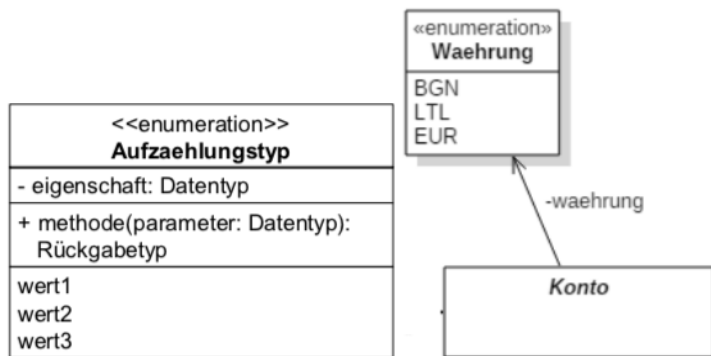 <<enumeration>>
Aufzaehlungstyp
- eigenschaft: Datentyp
+ methode(parameter: Datentyp):
Rückgabetyp
wert1
wert2
wert3
«enumeration»
Waehrung
BGN
LTL
EUR
-waehrung
Konto